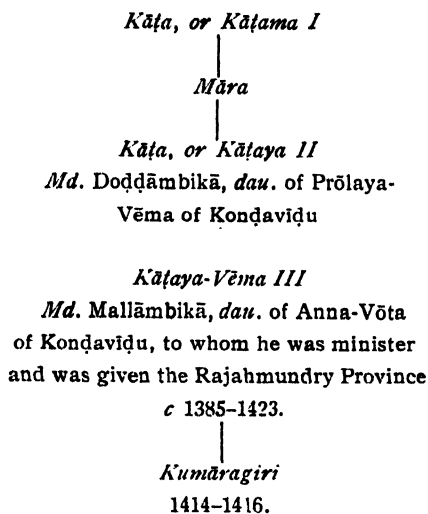 Kāṭa, or Kāṭama I
Māra
Kāṭa, or Kāṭaya II
Md. Doḍḍāmbikā, dau. of Prōlaya-
Vēma of Koṇḍavīḍu
Kāṭaya-Vēma III
Md. Mallāmbikā, dau. of Anna-Vōta
of Koṇḍavīḍu, to whom he was minister
and was given the Rajahmundry Province
c 1385–1423.
Kumāragiri
1414–1416.